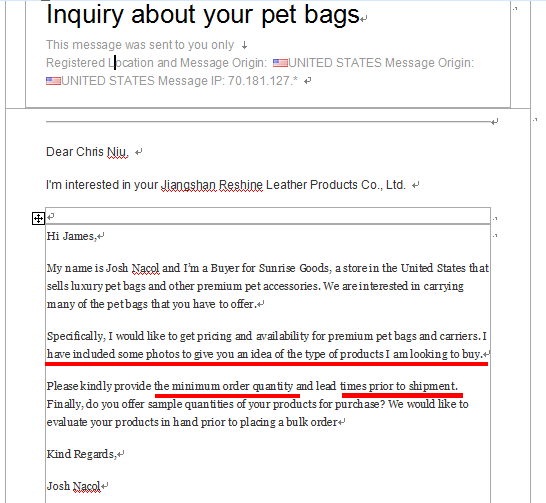 Inquiry about your pet bags
This message was sent to you only ↓
Registered Location and Message Origin: UNITED STATES Message Origin:
UNITED STATES Message IP: 70.181.127.*
Dear Chris Niu,
I'm interested in your Jiangshan Reshine Leather Products Co., Ltd.
Hi James,
My name is Josh Nacol and I'm a Buyer for Sunrise Goods, a store in the United States that
sells luxury pet bags and other premium pet accessories. We are interested in carrying
many of the pet bags that you have to offer.
Specifically, I would like to get pricing and availability for premium pet bags and carriers. I
have included some photos to give you an idea of the type of products I am looking to buy.
Please kindly provide the minimum order quantity and lead times prior to shipment.
Finally, do you offer sample quantities of your products for purchase? We would like to
evaluate your products in hand prior to placing a bulk order
Kind Regards,
Josh Nacol